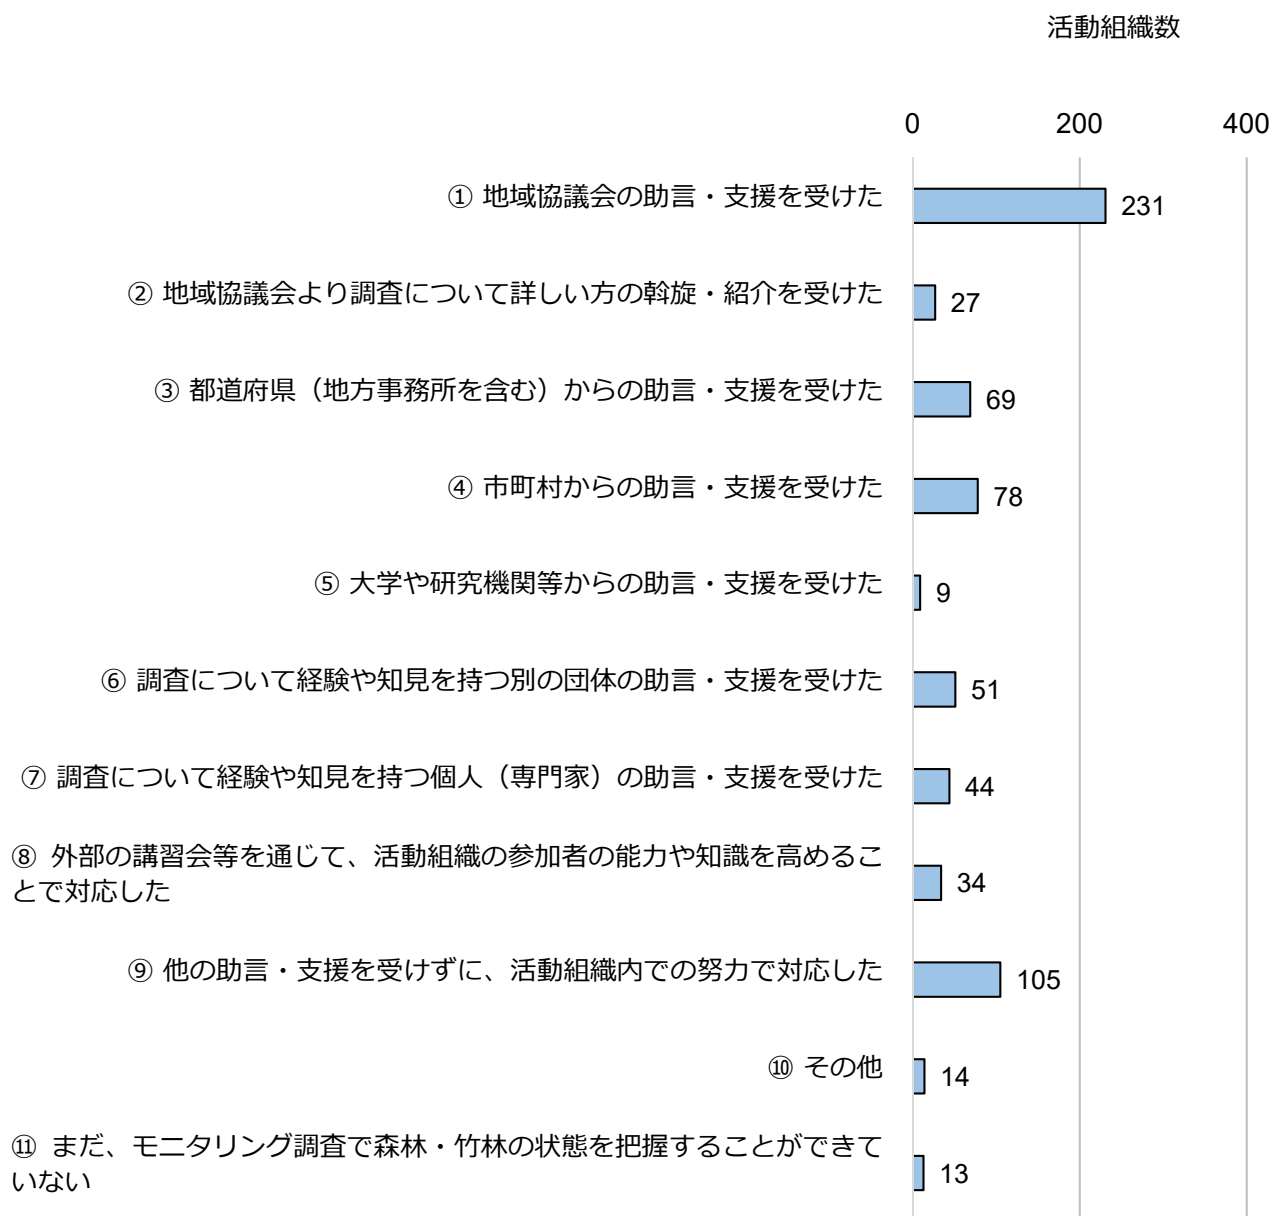 活動組織数
0 200 400
① 地域協議会の助言・支援を受けた 231
② 地域協議会より調査について詳しい方の斡旋・紹介を受けた 27
③ 都道府県（地方事務所を含む）からの助言・支援を受けた 69
④ 市町村からの助言・支援を受けた 78
⑤ 大学や研究機関等からの助言・支援を受けた 9
⑥ 調査について経験や知見を持つ別の団体の助言・支援を受けた 51
⑦ 調査について経験や知見を持つ個人（専門家）の助言・支援を受けた 44
⑧ 外部の講習会等を通じて、活動組織の参加者の能力や知識を高めるこ
とで対応した 34
⑨ 他の助言・支援を受けずに、活動組織内での努力で対応した 105
⑩ その他 14
⑪ まだ、モニタリング調査で森林・竹林の状態を把握することができて
いない 13